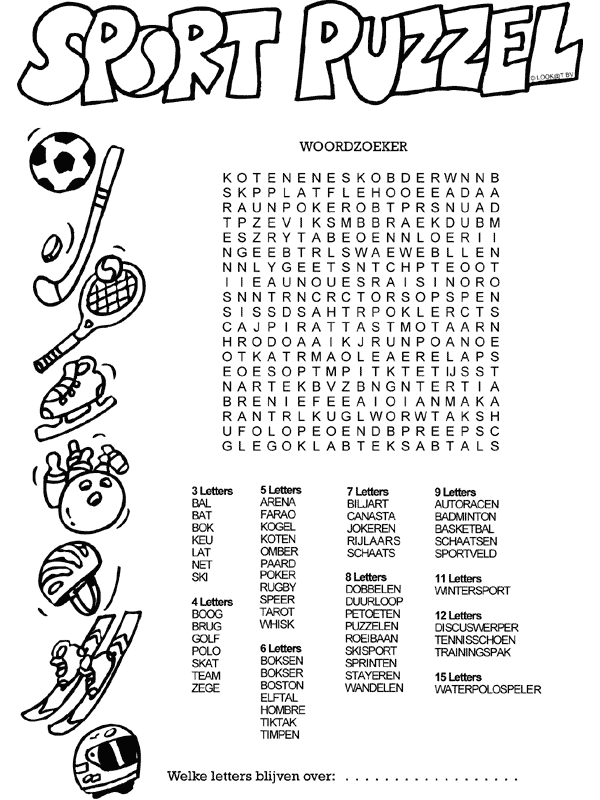 SPORT PUZZEL
© LOOK@T BV
WOORDZOEKER
K O T E N E N E S K O B D E R W N N B
S K P P L A T F L E H O O E E A D A A
R A U N P O K E R O B T P R S N U A D
T P Z E V I K S M B B R A E K D U B M
E S Z R Y T A B E O E N N L O E R I I
N G E E B T R L S W A E W E B L L E N
N N L Y G E E T S N T C H P T E O O T
I I E A U N O U E S R A I S I N O R O
S N N T R N C R C T O R S O P S P E N
S I S S D S A H T R P O K L E R C T S
C A J P I R A T T A S T M O T A A R N
H R O D O A A I K J R U N P O A N O E
O T K A T R M A O L E A E R E L A P S
E O E S O P T M P I T K T E T IJ S S T
N A R T E K B V Z B N G N T E R T I A
B R E N I E F E E A I O I A N M A K A
R A N T R L K U G L W O R W T A K S H
U F O L O P E O E N D B P R E E P S C
G L E G O K L A B T E K S A B T A L S
3 Letters
BAL
BAT
BOK
KEU
LAT
NET
SKI
4 Letters
BOOG
BRUG
GOLF
POLO
SKAT
TEAM
ZEGE
5 Letters
ARENA
FARAO
KOGEL
KOTEN
OMBER
PAARD
POKER
RUGBY
SPEER
TAROT
WHISK
6 Letters
BOKSEN
BOKSER
BOSTON
ELFTAL
HOMBRE
TIKTAK
TIMPEN
7 Letters
BILJART
CANASTA
JOKEREN
RIJLAARS
SCHAATS
8 Letters
DOBBELEN
DUURLOOP
PETOETEN
PUZZELEN
ROEIBAAN
SKISPORT
SPRINTEN
STAYEREN
WANDELEN
9 Letters
AUTORACEN
BADMINTON
BASKETBAL
SCHAATSEN
SPORTVELD
11 Letters
WINTERSPORT
12 Letters
DISCUSWERPER
TENNISSCHOEN
TRAININGSPAK
15 Letters
WATERPOLOSPELER
Welke letters blijven over: . . . . . . . . . . . . . . . . . .